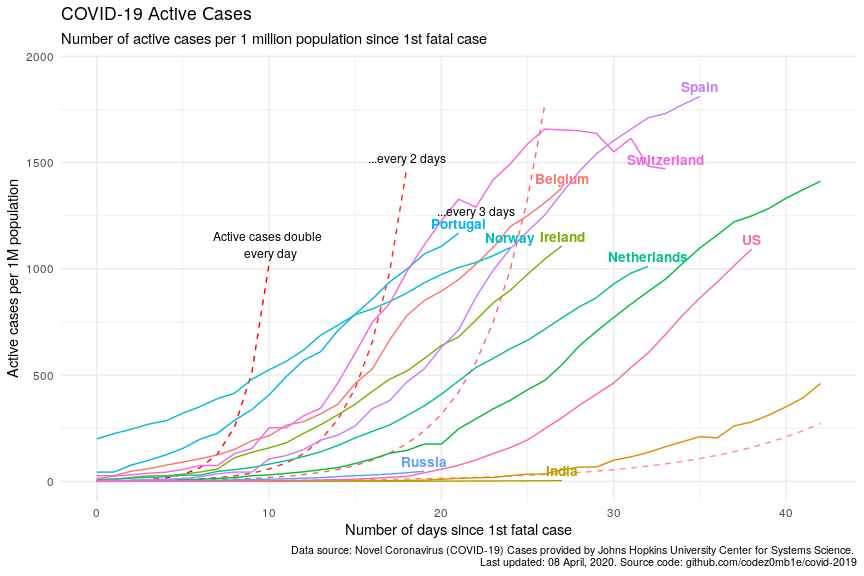 COVID-19 Active Cases
Number of active cases per 1 million population since 1st fatal case
2000
1500
1000
500
0
Active cases per 1M population
Spain
...every 2 days
Switzerland
Belgium
...every 3 days
Portugal
Active cases double
every day
Norway
Ireland
US
Netherlands
Russia
India
0
10
20
30
40
Number of days since 1st fatal case
Data source: Novel Coronavirus (COVID-19) Cases provided by Johns Hopkins University Center for Systems Science.
Last updated: 08 April, 2020. Source code: github.com/codez0mb1e/covid-2019